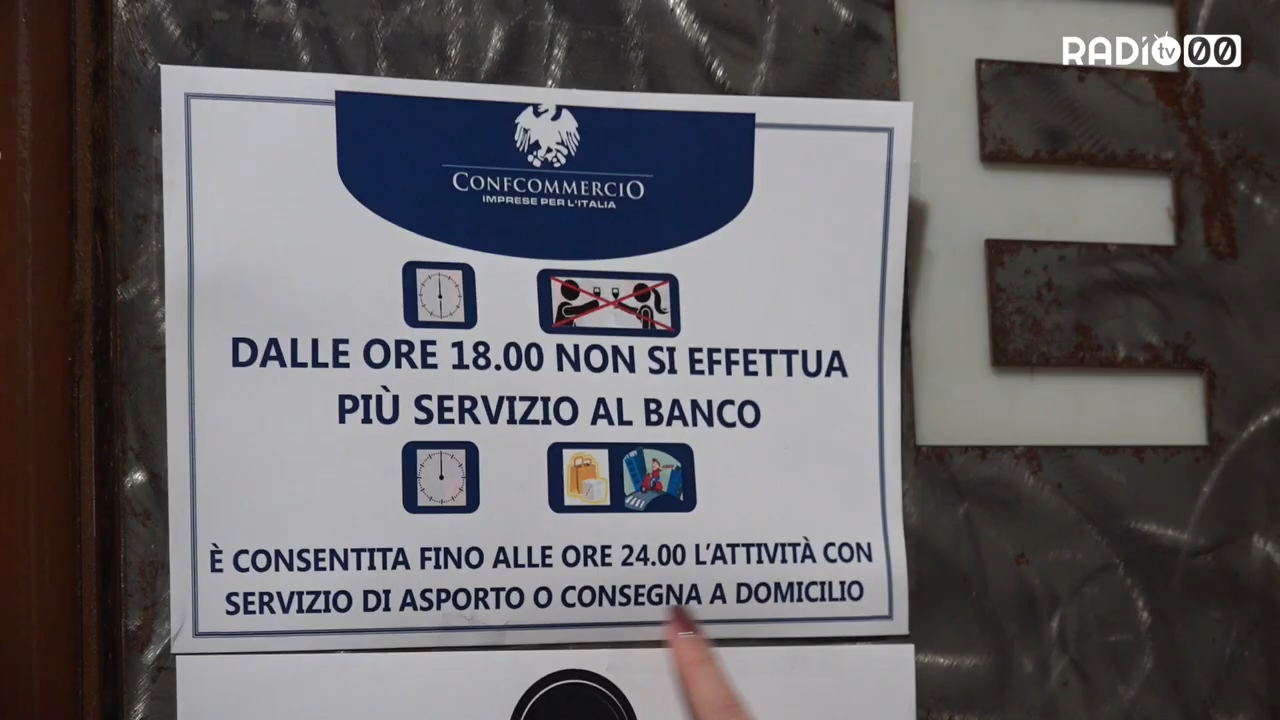 RADiO tv 00
CONFCOMMERCIO
IMPRESE PER L'ITALIA
DALLE ORE 18.00 NON SI EFFETTUA
PIÙ SERVIZIO AL BANCO
È CONSENTITA FINO ALLE ORE 24.00 L'ATTIVITÀ CON
SERVIZIO DI ASPORTO O CONSEGNA A DOMICILIO
E